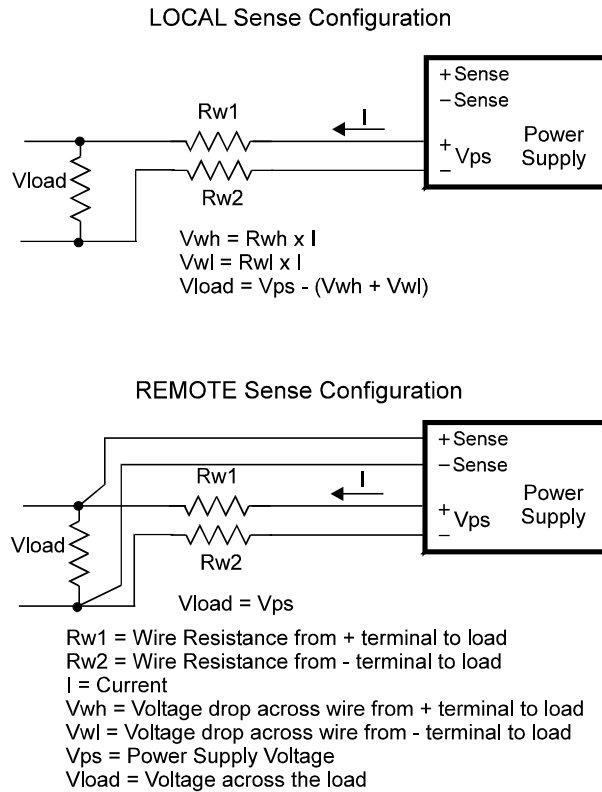 LOCAL Sense Configuration
+ Sense
− Sense
I
Rw1
+
Vps
−
Power
Supply
Vload
Rw2
Vwh = Rwh x I
Vwl = Rwl x I
Vload = Vps - (Vwh + Vwl)
REMOTE Sense Configuration
+ Sense
− Sense
I
Rw1
+
Vps
−
Power
Supply
Vload
Rw2
Vload = Vps
Rw1 = Wire Resistance from + terminal to load
Rw2 = Wire Resistance from - terminal to load
I = Current
Vwh = Voltage drop across wire from + terminal to load
Vwl = Voltage drop across wire from - terminal to load
Vps = Power Supply Voltage
Vload = Voltage across the load